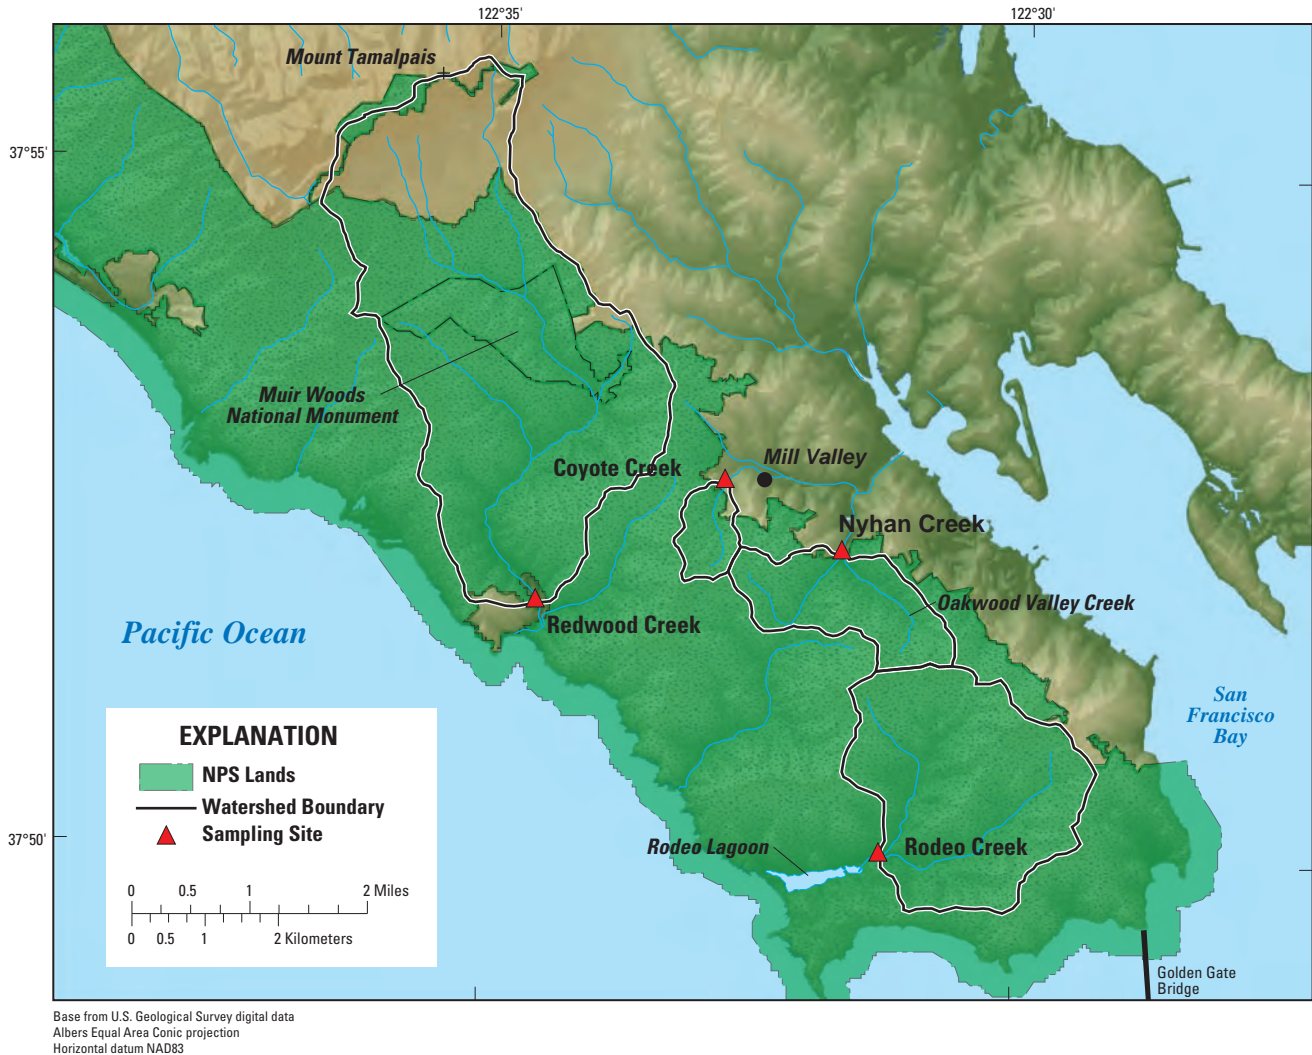 122°35'
122°30'
Mount Tamalpais
37°55'
Muir Woods
National Monument
Coyote Creek
Mill Valley
Nyhan Creek
Oakwood Valley Creek
Pacific Ocean
Redwood Creek
San
Francisco
Bay
EXPLANATION
NPS Lands
Watershed Boundary
Sampling Site
37°50'
Rodeo Lagoon
Rodeo Creek
0 0.5 1 2 Miles
0 0.5 1 2 Kilometers
Golden Gate
Bridge
Base from U.S. Geological Survey digital data
Albers Equal Area Conic projection
Horizontal datum NAD83